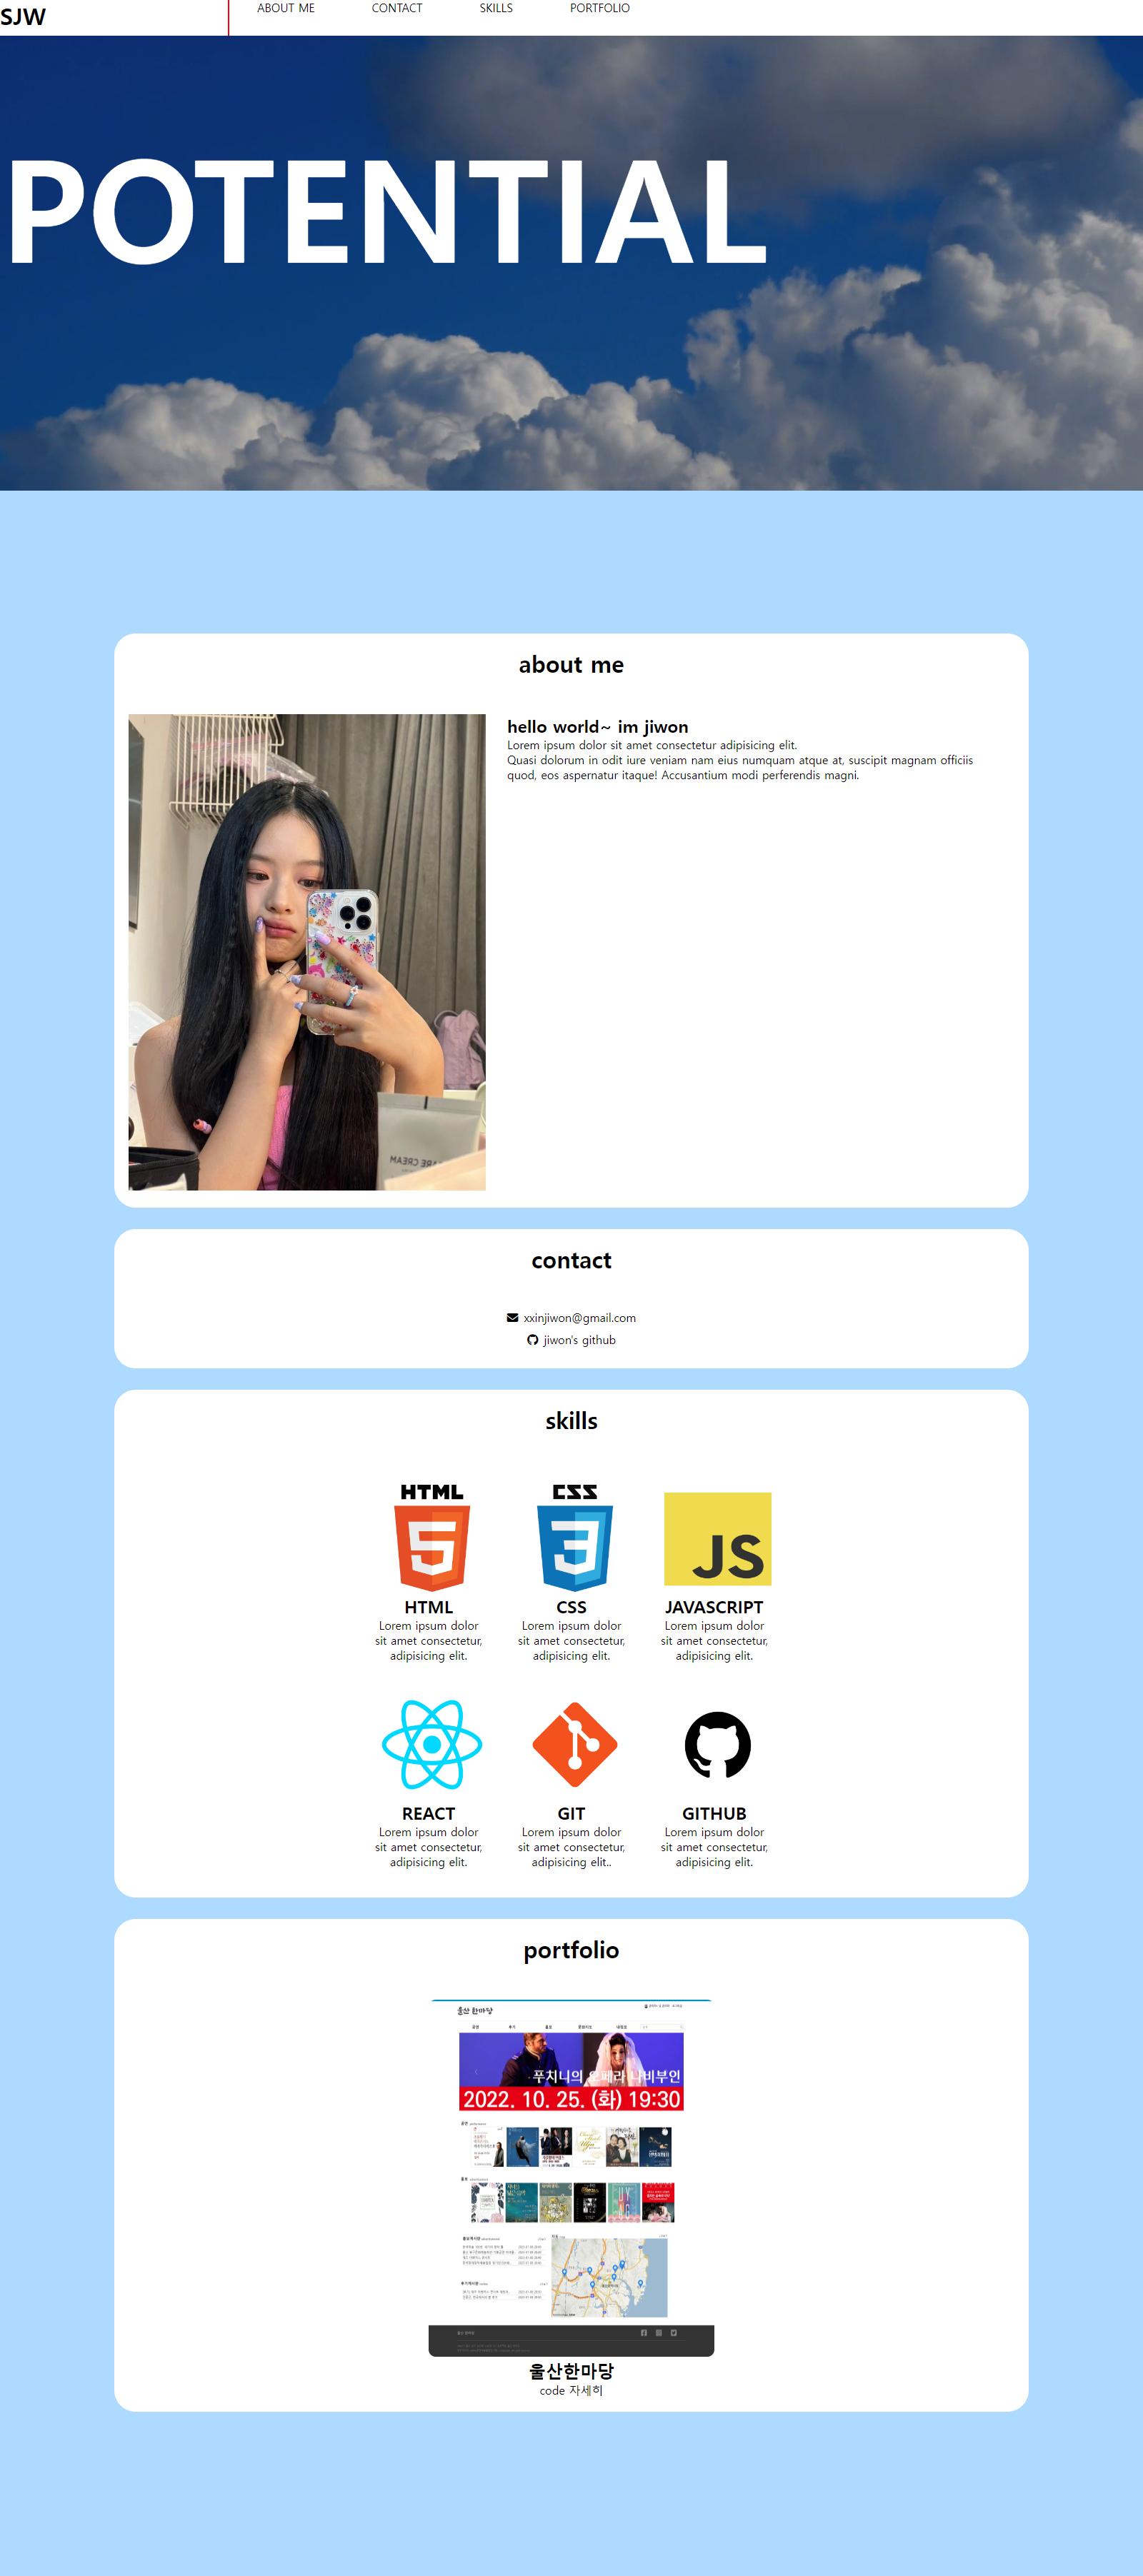 SJW
ABOUT ME
CONTACT
SKILLS
PORTFOLIO
POTENTIAL
about me
hello world~ im jiwon
Lorem ipsum dolor sit amet consectetur adipisicing elit.
Quasi dolorum in odit iure veniam nam eius numquam atque at, suscipit magnam officiis
quod, eos aspernatur itaque! Accusantium modi perferendis magni.
CARE CREAM
contact
xxinjiwon@gmail.com
jiwon's github
skills
HTML
5
CSS
3
JS
HTML
Lorem ipsum dolor
sit amet consectetur,
adipisicing elit.
CSS
Lorem ipsum dolor
sit amet consectetur,
adipisicing elit.
JAVASCRIPT
Lorem ipsum dolor
sit amet consectetur,
adipisicing elit.
REACT
Lorem ipsum dolor
sit amet consectetur,
adipisicing elit.
GIT
Lorem ipsum dolor
sit amet consectetur,
adipisicing elit..
GITHUB
Lorem ipsum dolor
sit amet consectetur,
adipisicing elit.
portfolio
울산 한마당
푸치니의 오페라 나비부인
2022. 10. 25. (화) 19:30
울산한마당
code 자세히